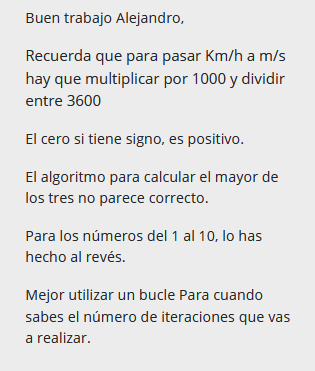 Buen trabajo Alejandro,
Recuerda que para pasar Km/h a m/s
hay que multiplicar por 1000 y dividir
entre 3600
El cero si tiene signo, es positivo.
El algoritmo para calcular el mayor de
los tres no parece correcto.
Para los números del 1 al 10, lo has
hecho al revés.
Mejor utilizar un bucle Para cuando
sabes el número de iteraciones que vas
a realizar.